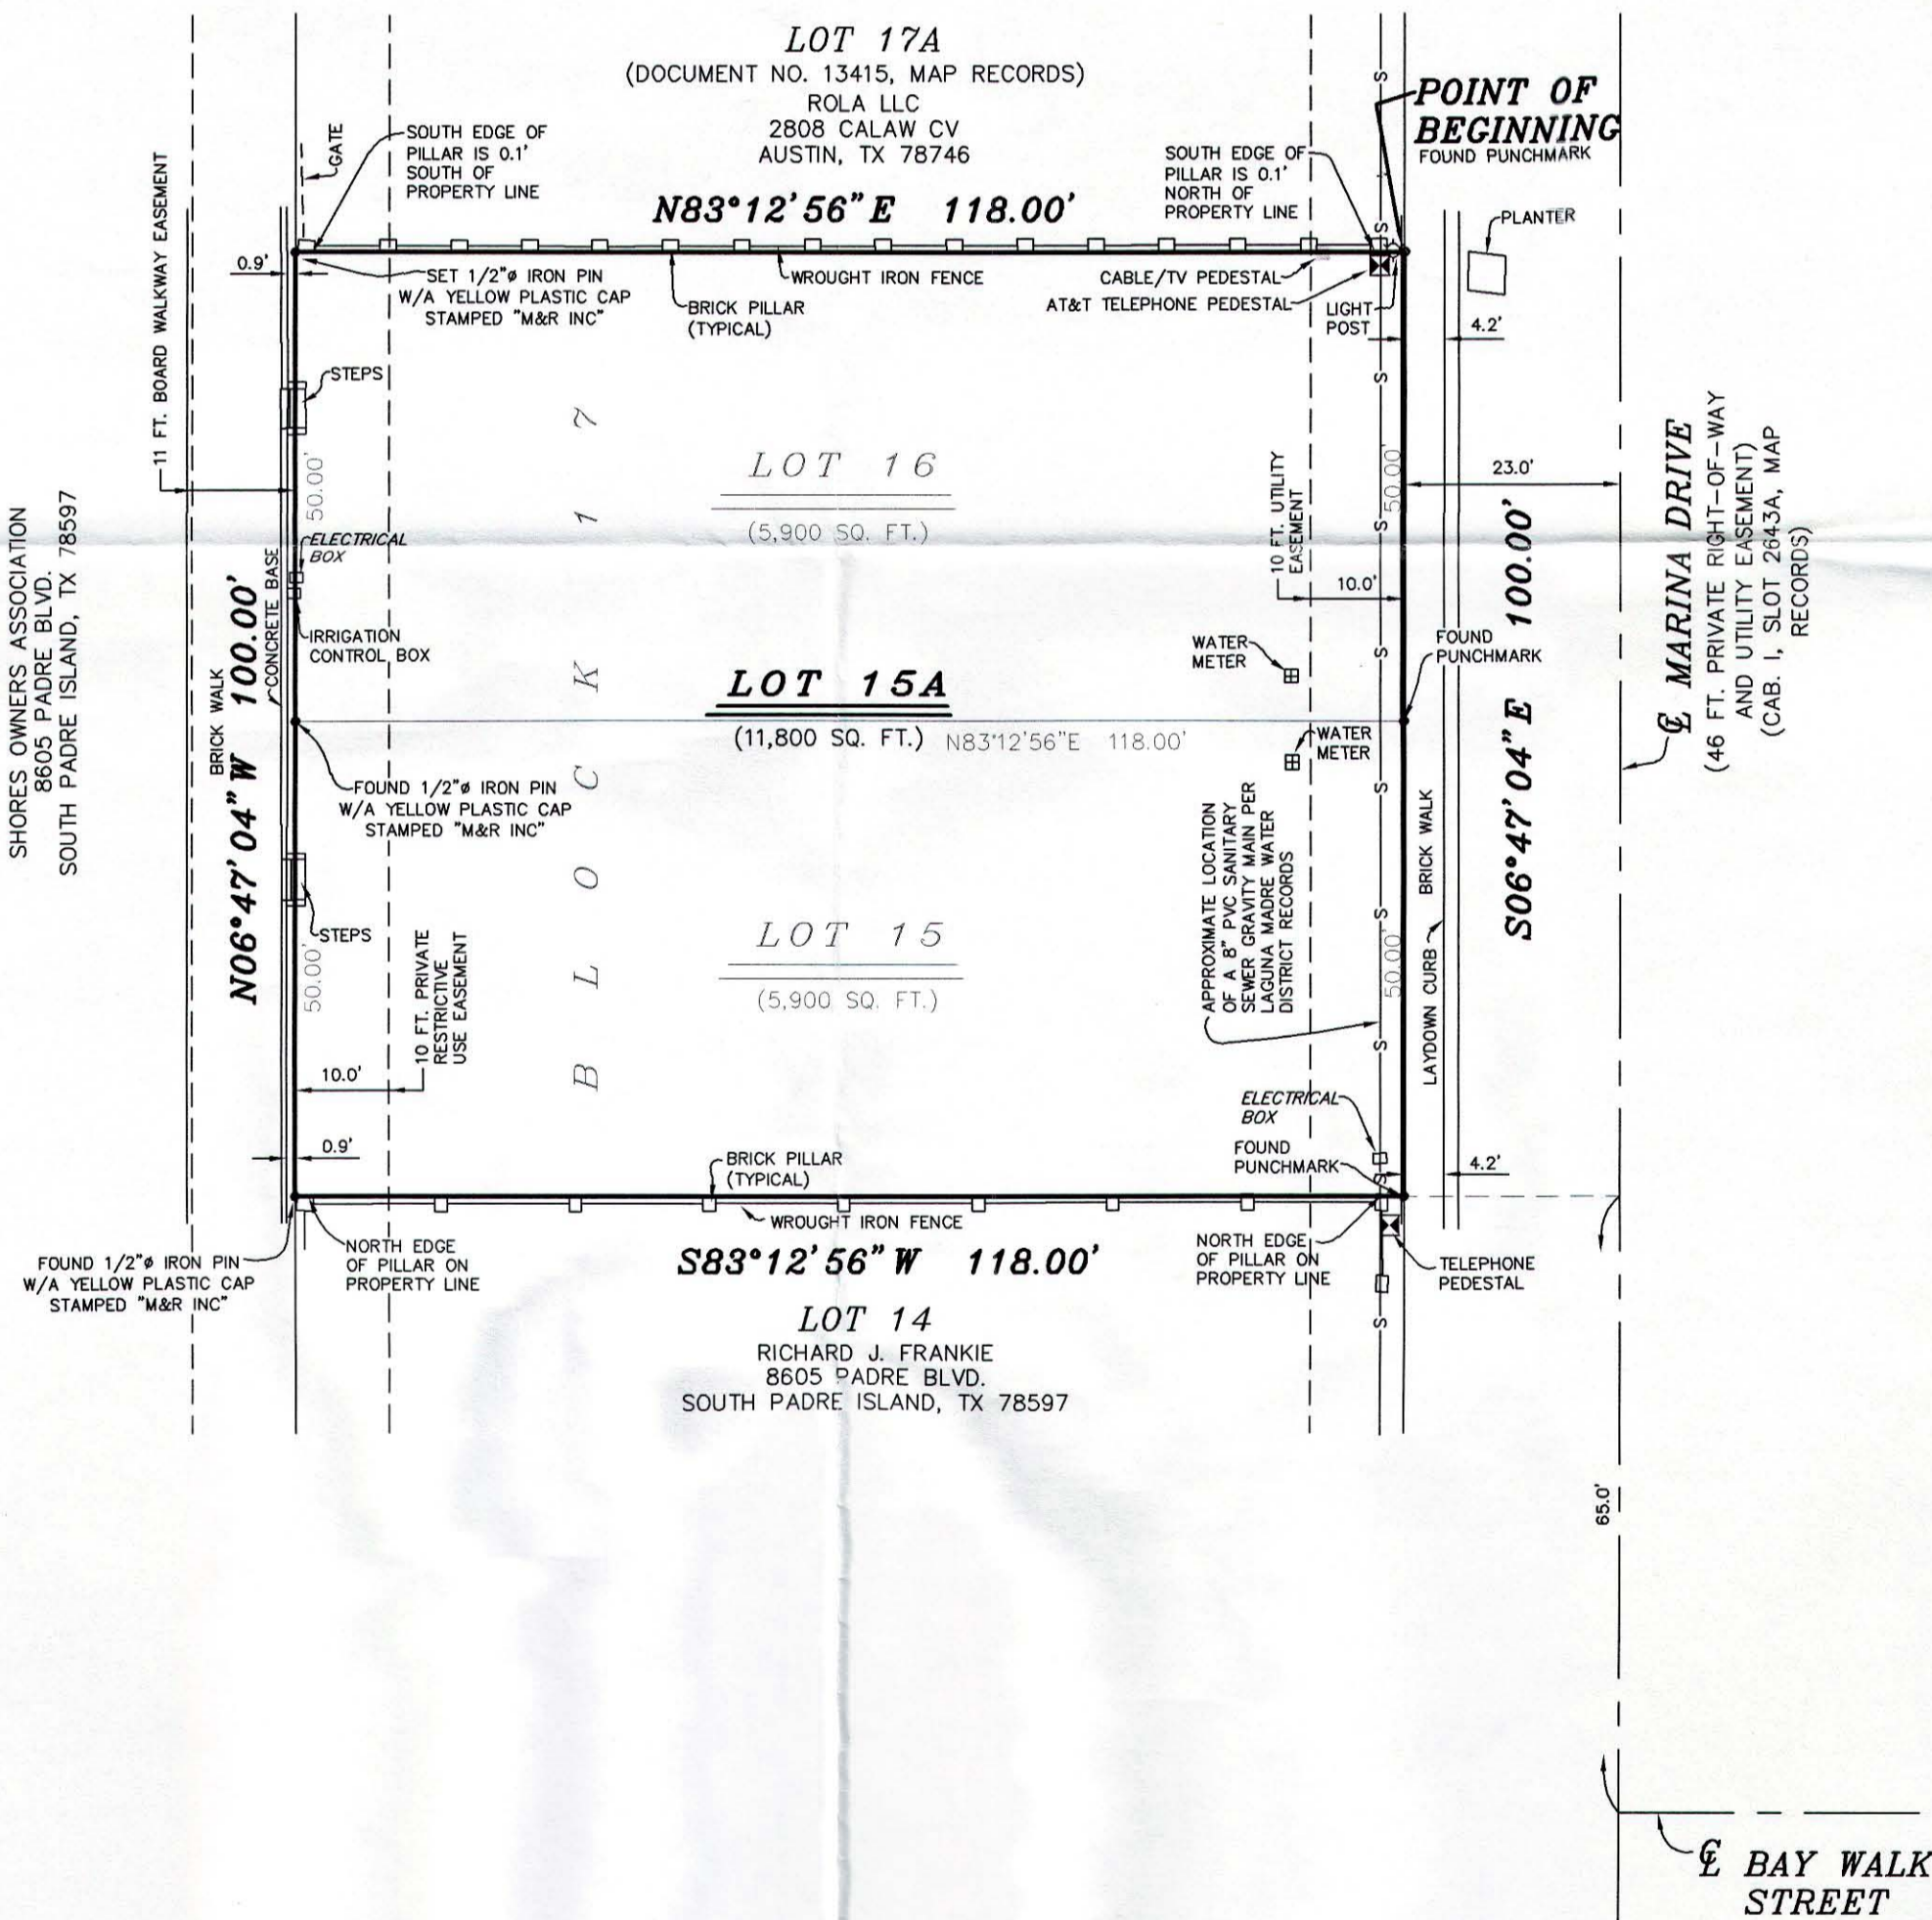 LOT 17A
(DOCUMENT NO. 13415, MAP RECORDS)
ROLA LLC
2808 CALAW CV
AUSTIN, TX 78746
POINT OF
BEGINNING
FOUND PUNCHMARK
GATE
SOUTH EDGE OF
PILLAR IS 0.1'
SOUTH OF
PROPERTY LINE
SOUTH EDGE OF
PILLAR IS 0.1'
NORTH OF
PROPERTY LINE
N83°12'56"E 118.00'
PLANTER
11 FT. BOARD WALKWAY EASEMENT
0.9'
SET 1/2"ø IRON PIN
W/A YELLOW PLASTIC CAP
STAMPED "M&R INC"
BRICK PILLAR
(TYPICAL)
WROUGHT IRON FENCE
CABLE/TV PEDESTAL
AT&T TELEPHONE PEDESTAL
LIGHT
POST
4.2'
STEPS
50.00'
BLOCK 17
LOT 16
(5,900 SQ. FT.)
10 FT. UTILITY
EASEMENT
10.0'
50.00'
23.0'
SHORES OWNERS ASSOCIATION
8605 PADRE BLVD.
SOUTH PADRE ISLAND, TX 78597
ELECTRICAL
BOX
IRRIGATION
CONTROL BOX
CONCRETE BASE
BRICK WALK
N06°47'04"W 100.00'
LOT 15A
(11,800 SQ. FT.)
N83°12'56"E 118.00'
WATER
METER
WATER
METER
FOUND
PUNCHMARK
S06°47'04"E 100.00'
℄ MARINA DRIVE
(46 FT. PRIVATE RIGHT-OF-WAY
AND UTILITY EASEMENT)
(CAB. I, SLOT 2643A, MAP
RECORDS)
FOUND 1/2"ø IRON PIN
W/A YELLOW PLASTIC CAP
STAMPED "M&R INC"
STEPS
50.00'
10 FT. PRIVATE
RESTRICTIVE
USE EASEMENT
10.0'
LOT 15
(5,900 SQ. FT.)
APPROXIMATE LOCATION
OF A 8" PVC SANITARY
SEWER GRAVITY MAIN PER
LAGUNA MADRE WATER
DISTRICT RECORDS
50.00'
BRICK WALK
LAYDOWN CURB
S
S
S
S
S
S
S
S
S
S
S
0.9'
BRICK PILLAR
(TYPICAL)
ELECTRICAL
BOX
FOUND
PUNCHMARK
4.2'
WROUGHT IRON FENCE
FOUND 1/2"ø IRON PIN
W/A YELLOW PLASTIC CAP
STAMPED "M&R INC"
NORTH EDGE
OF PILLAR ON
PROPERTY LINE
S83°12'56"W 118.00'
NORTH EDGE
OF PILLAR ON
PROPERTY LINE
TELEPHONE
PEDESTAL
LOT 14
RICHARD J. FRANKIE
8605 PADRE BLVD.
SOUTH PADRE ISLAND, TX 78597
65.0'
℄ BAY WALK
STREET